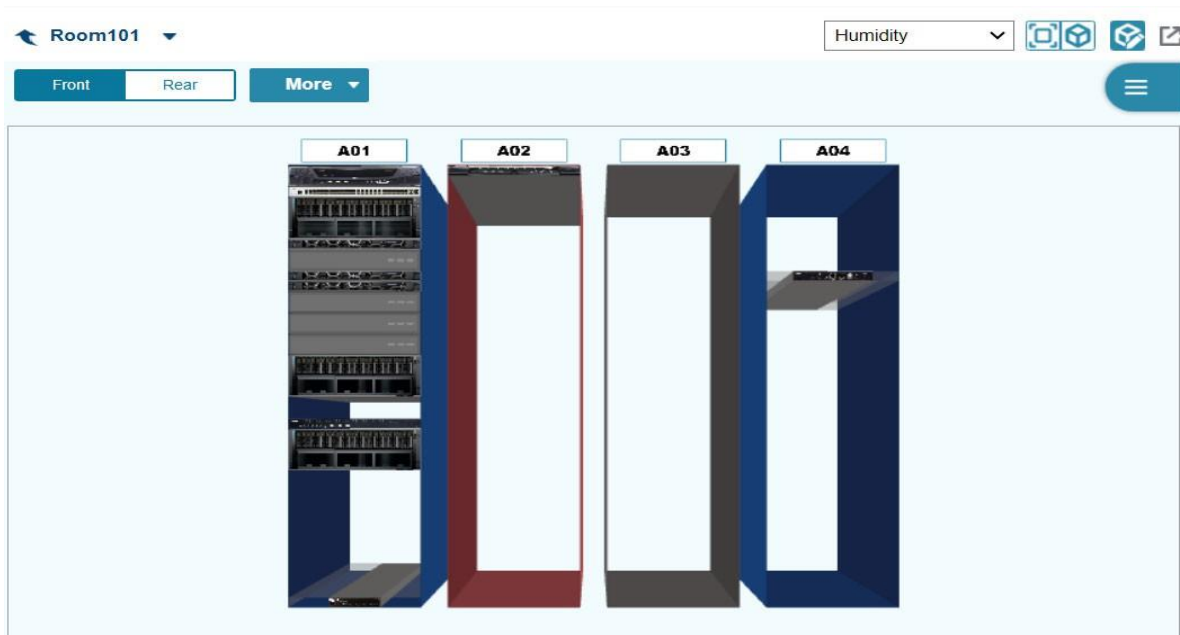 Room101
Humidity
Front
Rear
More
A01
A02
A03
A04